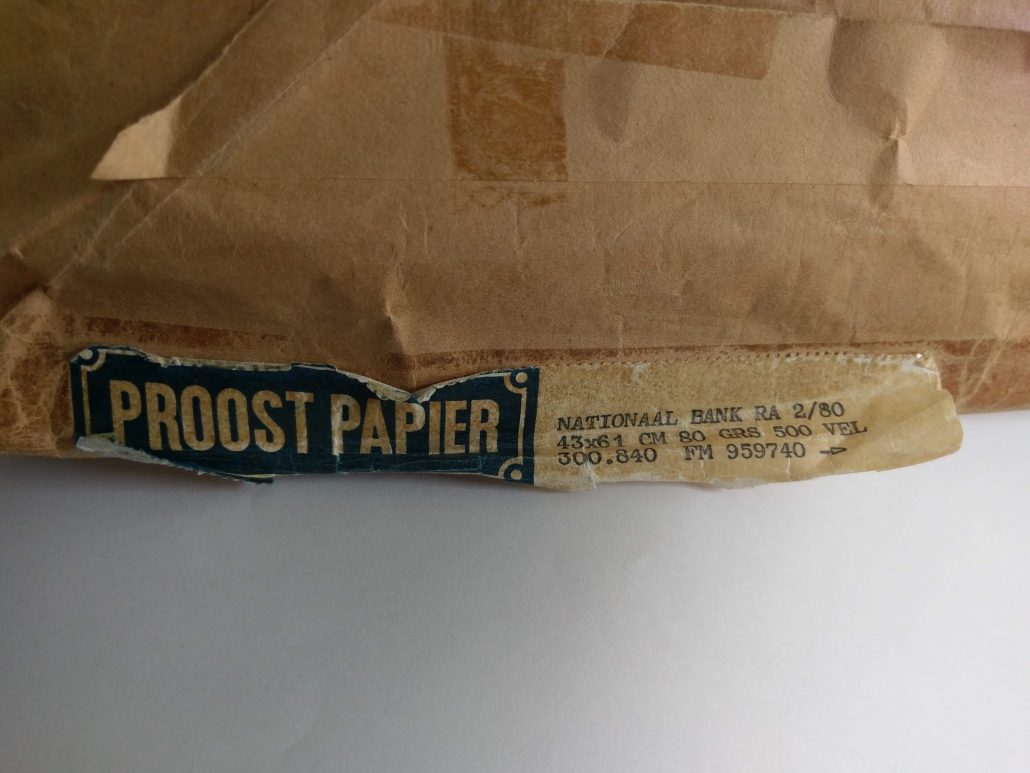 PROOST PAPIER
NATIONAAL BANK RA 2/80
43x61 CM 80 GRS 500 VEL
300.840 FM 959740 →